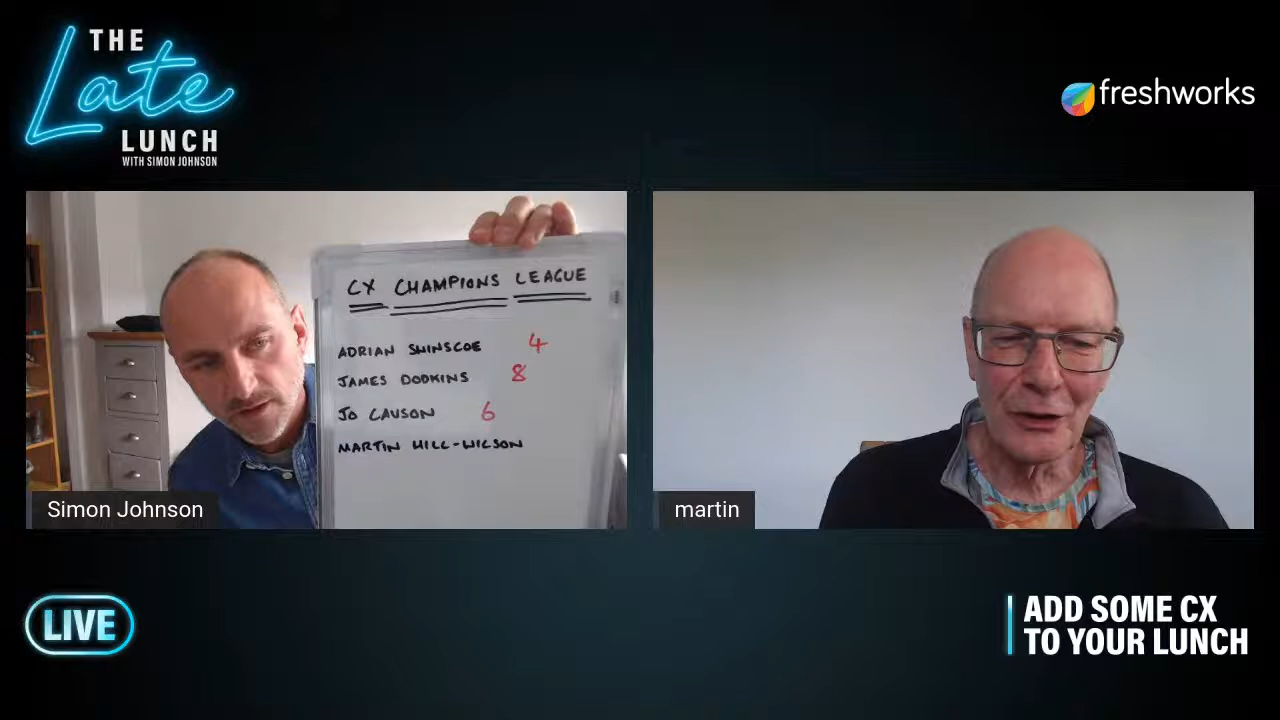 THE
Late
LUNCH
WITH SIMON JOHNSON
freshworks
CX CHAMPIONS LEAGUE
ADRIAN SWINSCOE 4
JAMES DODKINS 8
JO CAUSON 6
MARTIN HILL-WILSON
Simon Johnson
martin
LIVE
ADD SOME CX
TO YOUR LUNCH